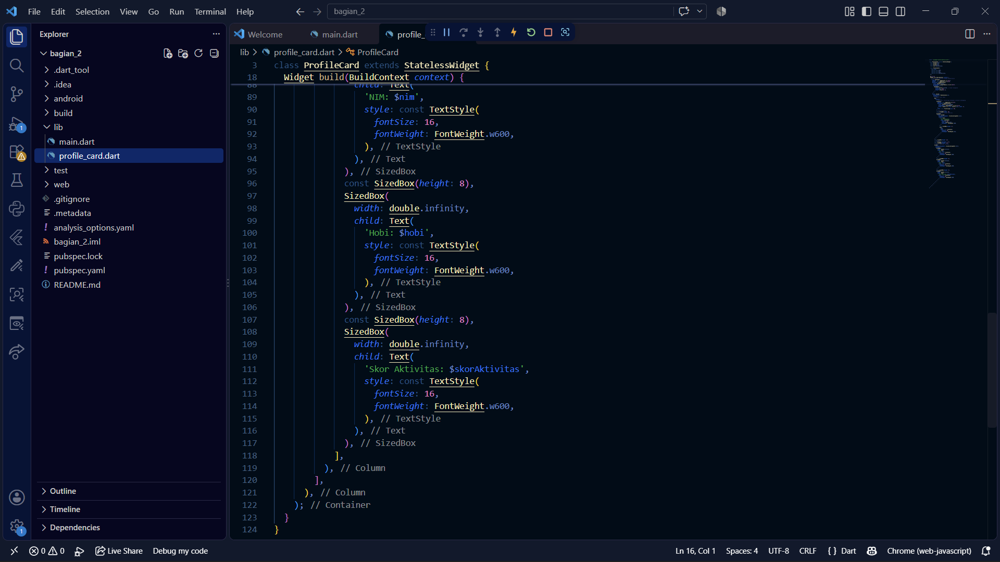 File Edit Selection View Go Run Terminal Help
bagian_2
Explorer
bagian_2
.dart_tool
.idea
android
build
lib
main.dart
profile_card.dart
test
web
.gitignore
.metadata
analysis_options.yaml
bagian_2.iml
pubspec.lock
pubspec.yaml
README.md
Outline
Timeline
Dependencies
1
1
Welcome main.dart profile_
lib profile_card.dart ProfileCard
3 class ProfileCard extends StatelessWidget {
18 Widget build(BuildContext context) {
88 child: Text(
89 'NIM: $nim',
90 style: const TextStyle(
91 fontSize: 16,
92 fontWeight: FontWeight.w600,
93 ), // TextStyle
94 ), // Text
95 ), // SizedBox
96 const SizedBox(height: 8),
97 SizedBox(
98 width: double.infinity,
99 child: Text(
100 'Hobi: $hobi',
101 style: const TextStyle(
102 fontSize: 16,
103 fontWeight: FontWeight.w600,
104 ), // TextStyle
105 ), // Text
106 ), // SizedBox
107 const SizedBox(height: 8),
108 SizedBox(
109 width: double.infinity,
110 child: Text(
111 'Skor Aktivitas: $skorAktivitas',
112 style: const TextStyle(
113 fontSize: 16,
114 fontWeight: FontWeight.w600,
115 ), // TextStyle
116 ), // Text
117 ), // SizedBox
118 ],
119 ), // Column
120 ],
121 ), // Column
122 ); // Container
123 }
124 }
0 0 Live Share Debug my code Ln 16, Col 1 Spaces: 4 UTF-8 CRLF { } Dart Chrome (web-javascript)